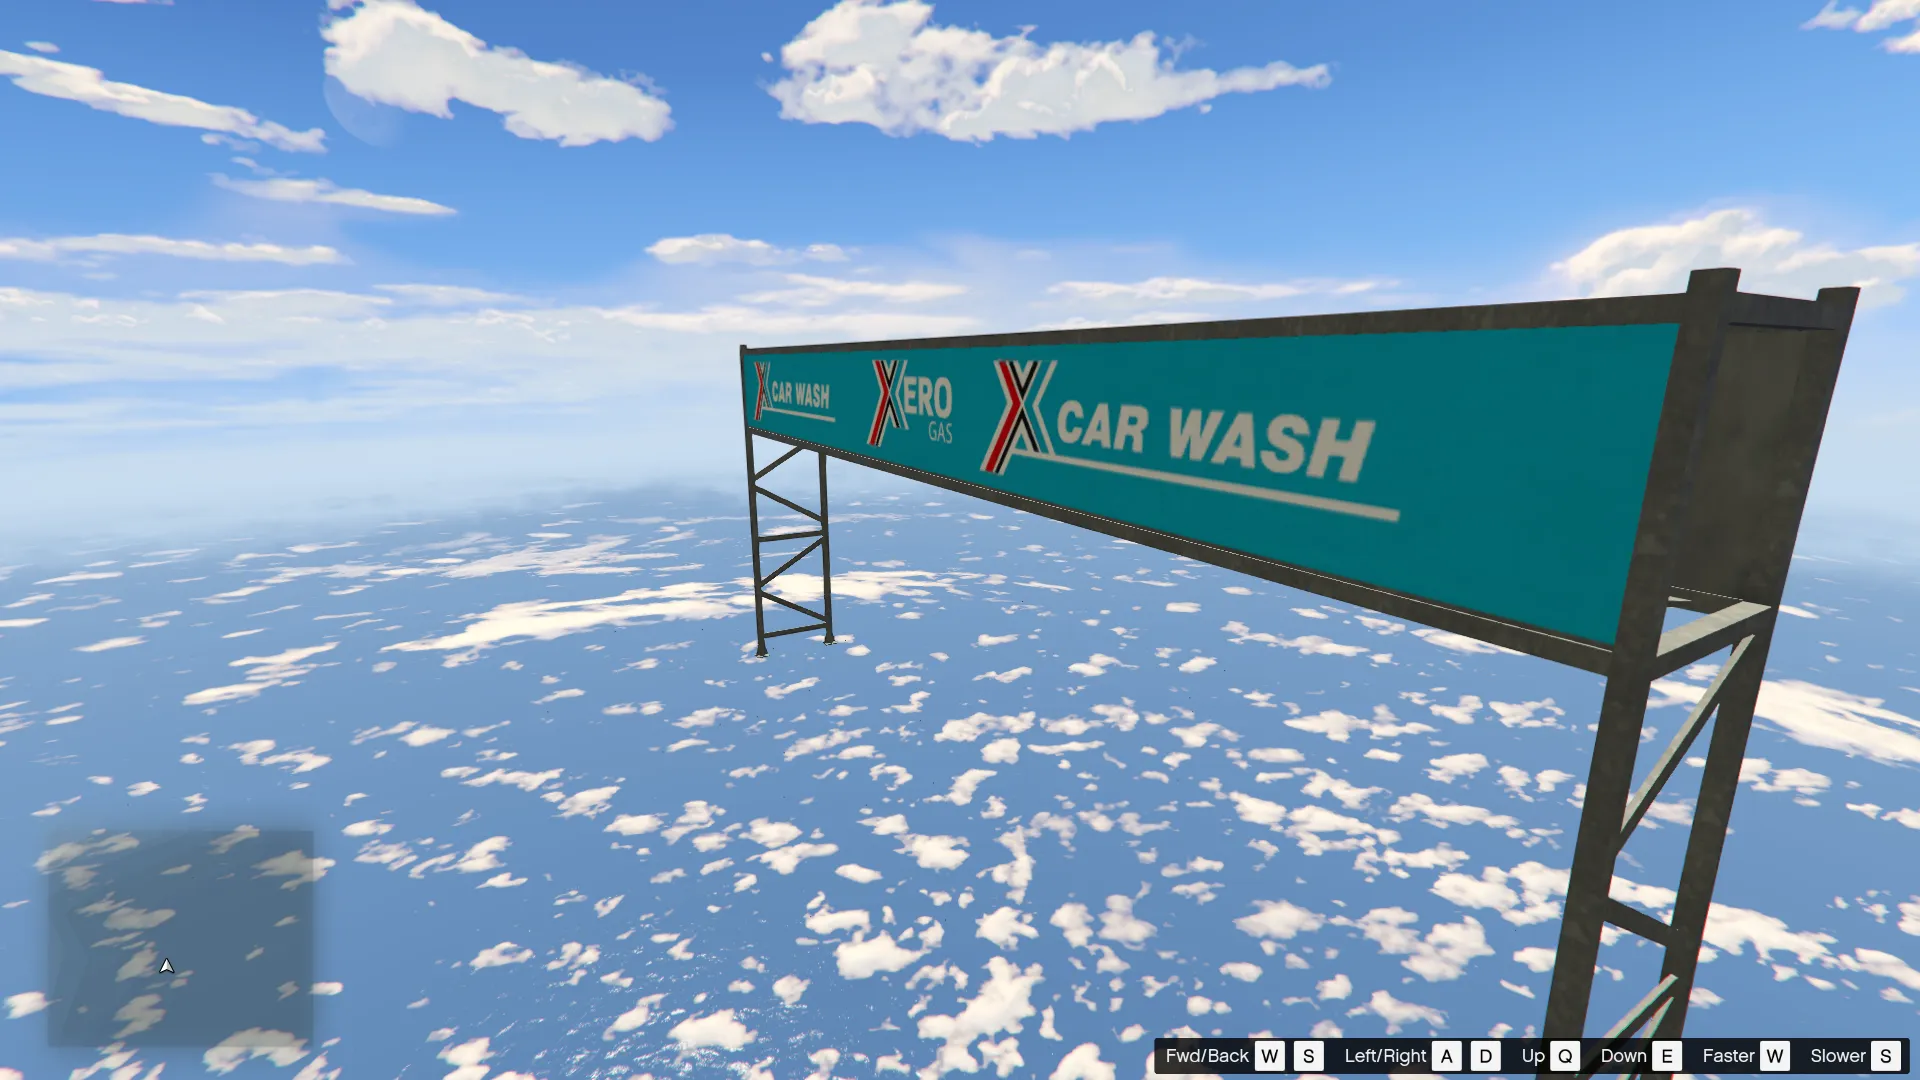 X CAR WASH
XERO
GAS
X CAR WASH
Fwd/Back W S Left/Right A D Up Q Down E Faster W Slower S